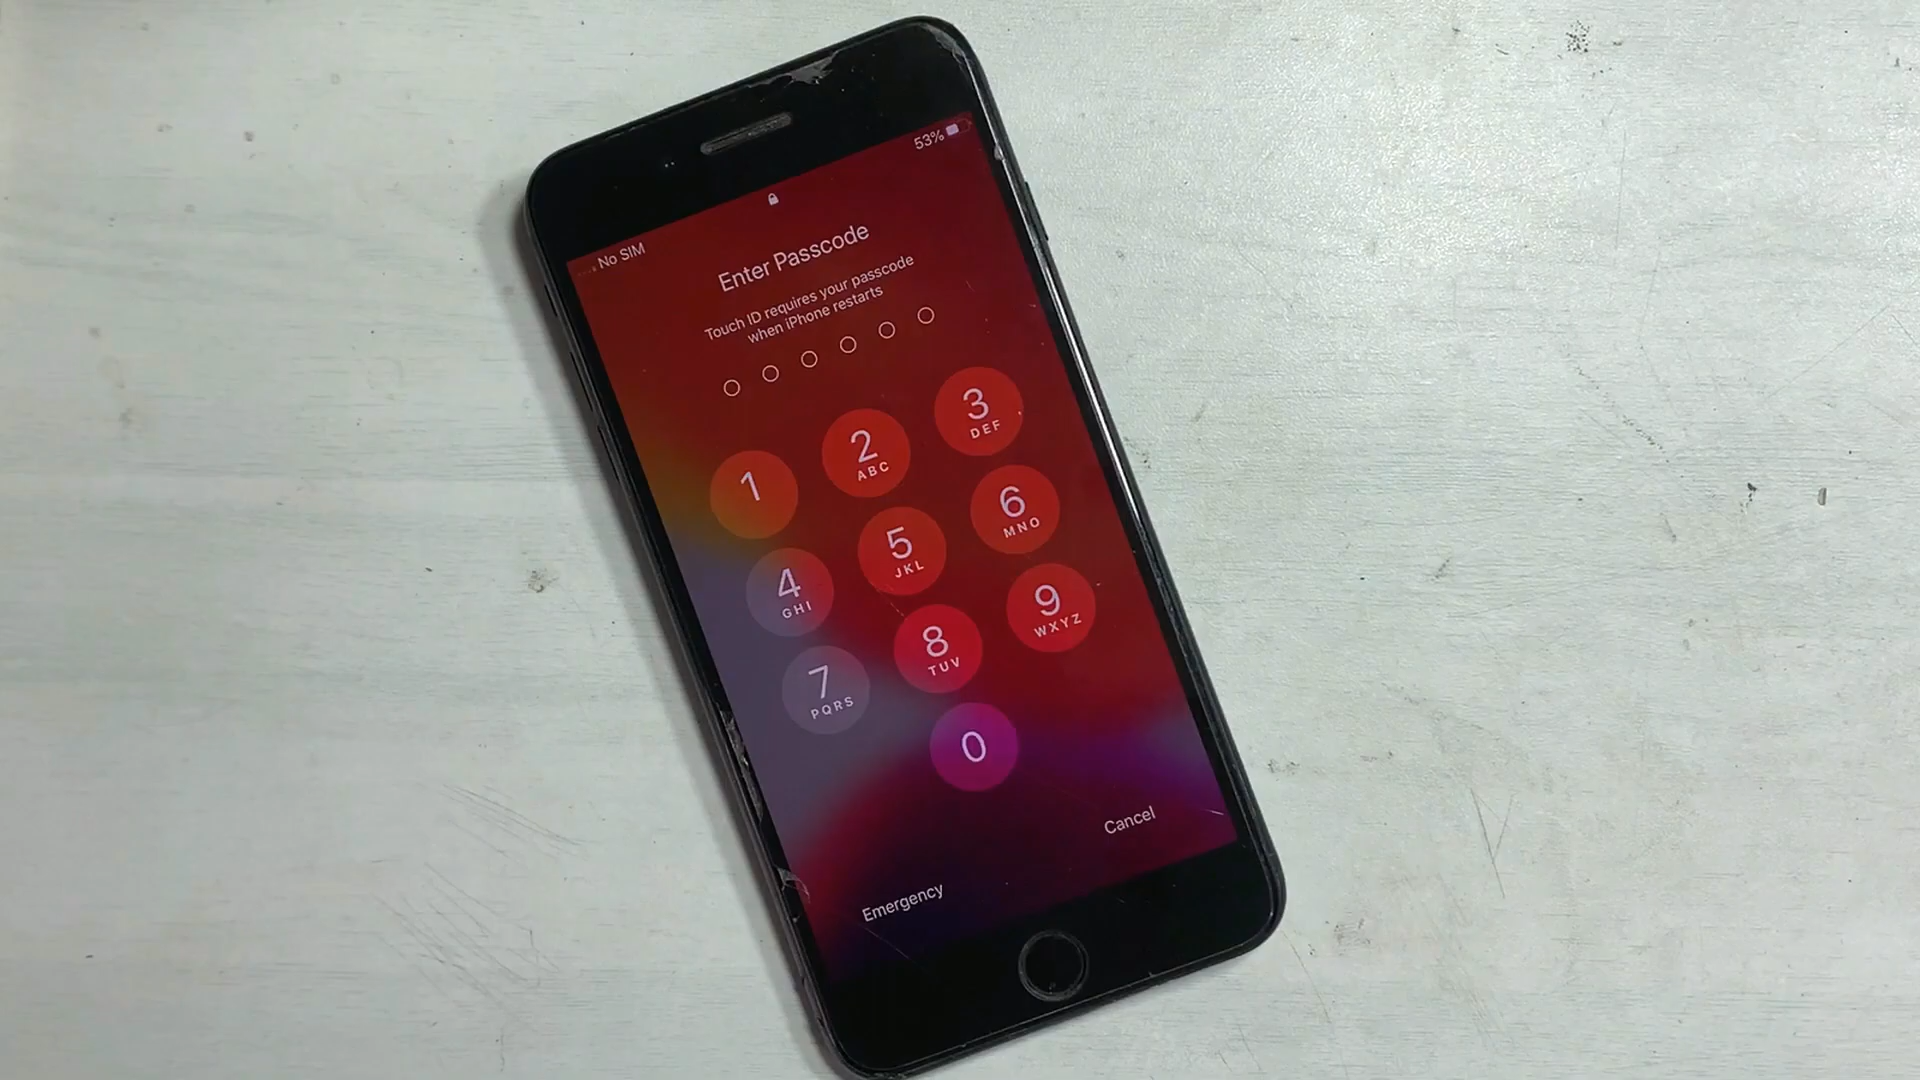 No SIM
53%
Enter Passcode
Touch ID requires your passcode
when iPhone restarts
1
2
ABC
3
DEF
4
GHI
5
JKL
6
MNO
7
PQRS
8
TUV
9
WXYZ
0
Emergency
Cancel